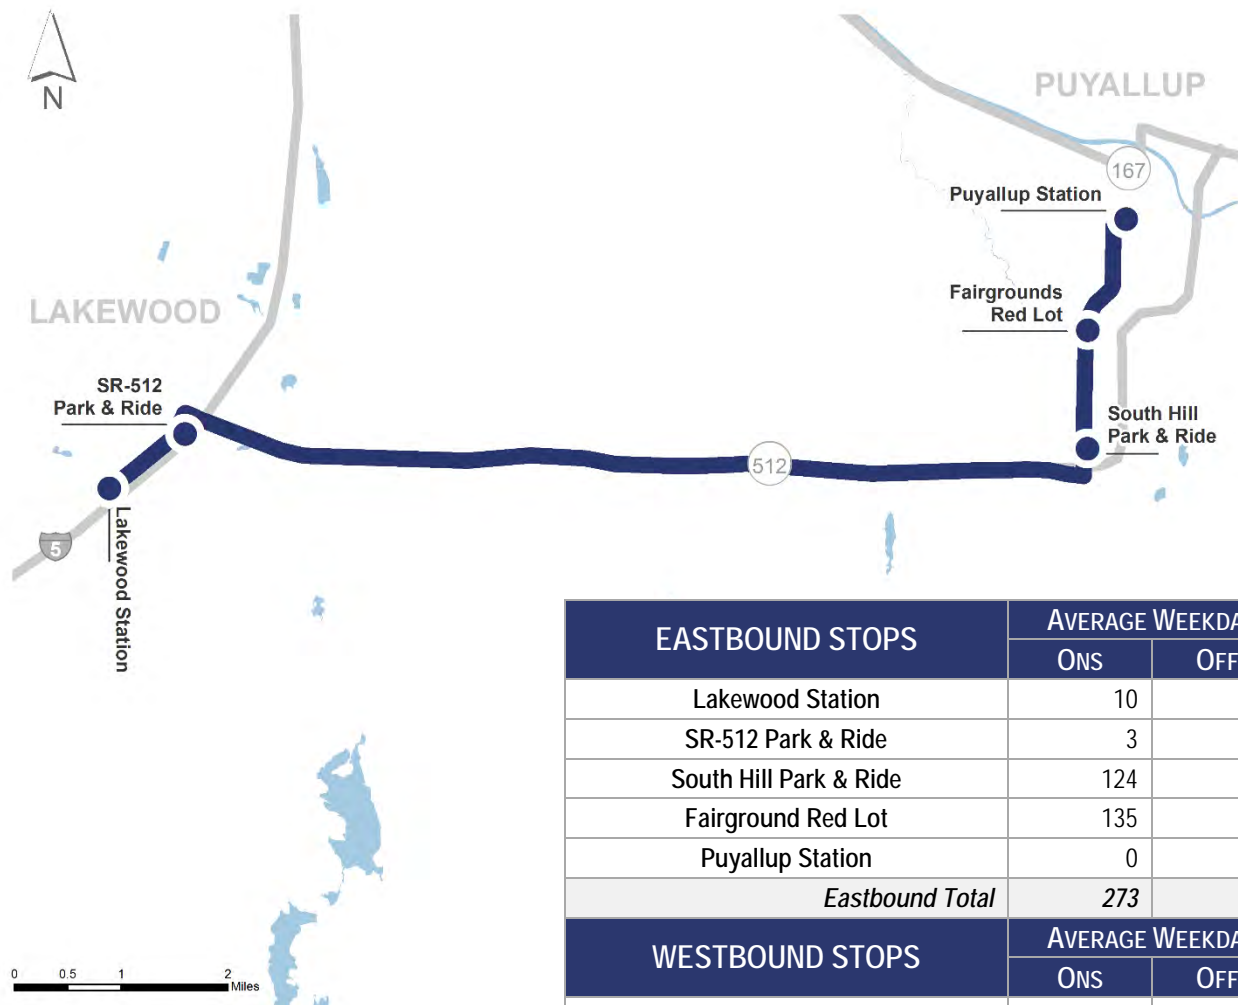 N
PUYALLUP
167
Puyallup Station
Fairgrounds
Red Lot
LAKEWOOD
SR-512
Park & Ride
South Hill
Park & Ride
512
5
Lakewood Station
EASTBOUND STOPS
AVERAGE WEEKDA
ONS OFF
Lakewood Station 10
SR-512 Park & Ride 3
South Hill Park & Ride 124
Fairground Red Lot 135
Puyallup Station 0
Eastbound Total 273
WESTBOUND STOPS
AVERAGE WEEKDA
ONS OFF
0 0.5 1 2
Miles